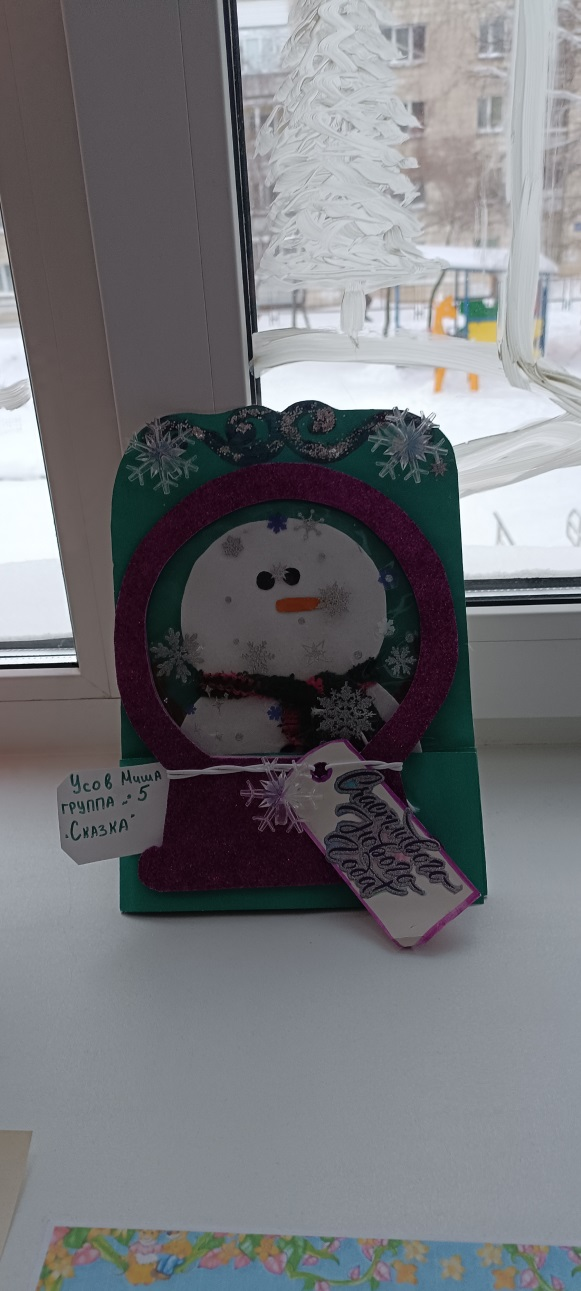 Усов Миша
группа - 5
"Сказка"
Счастливого
Нового
Года